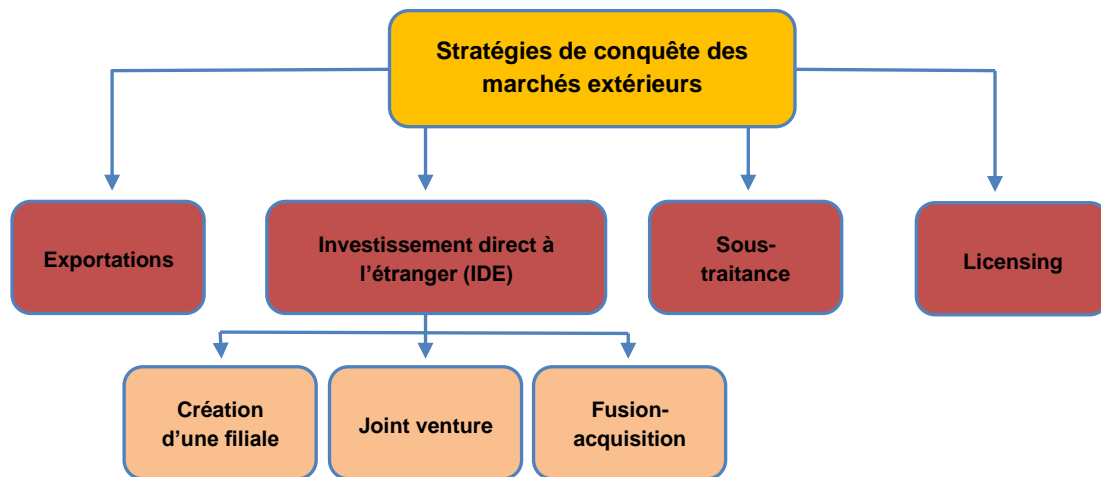 Stratégies de conquête des
marchés extérieurs
Exportations
Investissement direct à
l’étranger (IDE)
Sous-
traitance
Licensing
Création
d’une filiale
Joint venture
Fusion-
acquisition